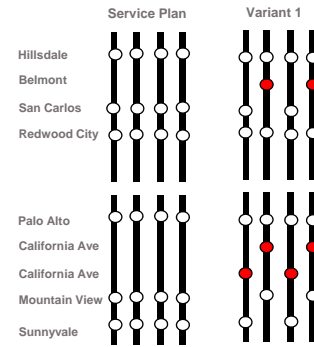 Service Plan Variant 1
Hillsdale
Belmont
San Carlos
Redwood City
Palo Alto
California Ave
California Ave
Mountain View
Sunnyvale